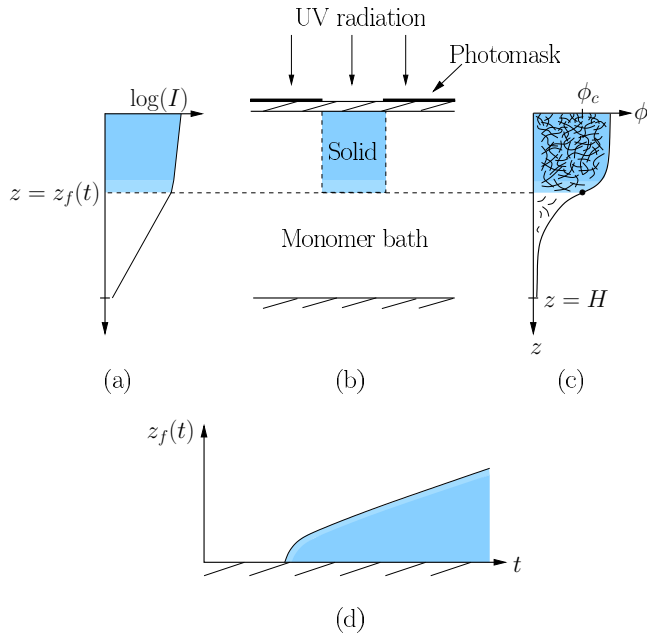 UV radiation
Photomask
log(I)
ϕ_c
ϕ
Solid
z = z_f(t)
Monomer bath
z = H
z
(a)
(b)
(c)
z_f(t)
t
(d)